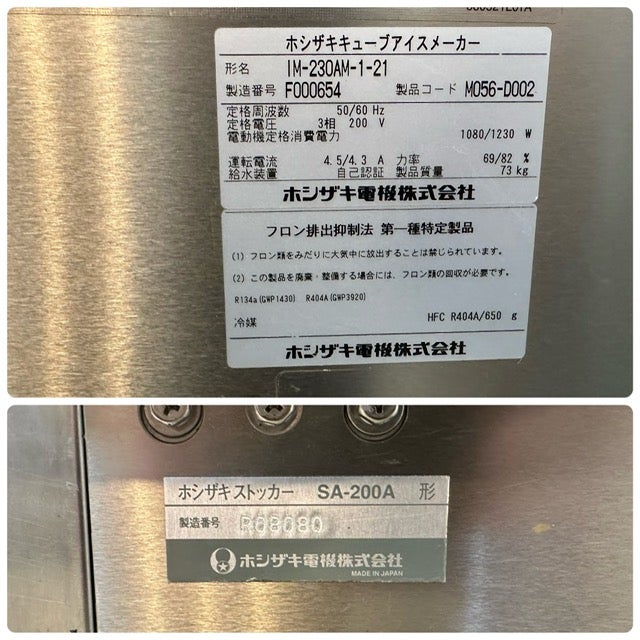 ホシザキキューブアイスメーカー
形名 IM-230AM-1-21
製造番号 F000654 製品コード M056-D002
定格周波数 50/60 Hz
定格電圧 3相 200 V
電動機定格消費電力 1080/1230 W
運転電流 4.5/4.3 A 力率 69/82 %
給水装置 自己認証 製品質量 73 kg
ホシザキ電機株式会社
フロン排出抑制法 第一種特定製品
(1) フロン類をみだりに大気中に放出することは禁じられています。
(2) この製品を廃棄・整備する場合には、フロン類の回収が必要です。
R134a(GWP1430) R404A(GWP3920)
冷媒 HFC R404A/650 g
ホシザキ電機株式会社
ホシザキストッカー SA-200A 形
製造番号 R08080
ホシザキ電機株式会社
MADE IN JAPAN